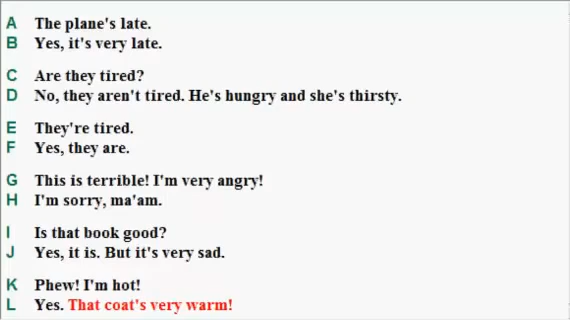 A The plane's late.
B Yes, it's very late.
C Are they tired?
D No, they aren't tired. He's hungry and she's thirsty.
E They're tired.
F Yes, they are.
G This is terrible! I'm very angry!
H I'm sorry, ma'am.
I Is that book good?
J Yes, it is. But it's very sad.
K Phew! I'm hot!
L Yes. That coat's very warm!